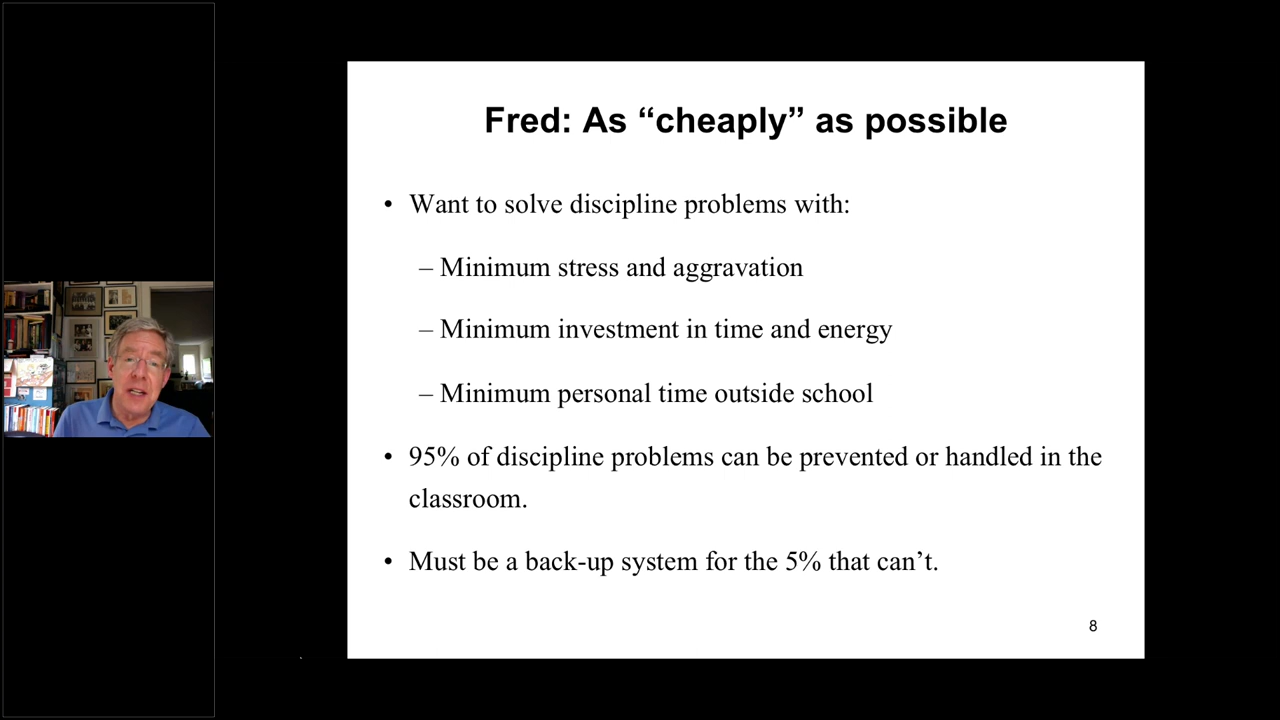 Fred: As “cheaply” as possible
• Want to solve discipline problems with:
– Minimum stress and aggravation
– Minimum investment in time and energy
– Minimum personal time outside school
• 95% of discipline problems can be prevented or handled in the
classroom.
• Must be a back-up system for the 5% that can’t.
8